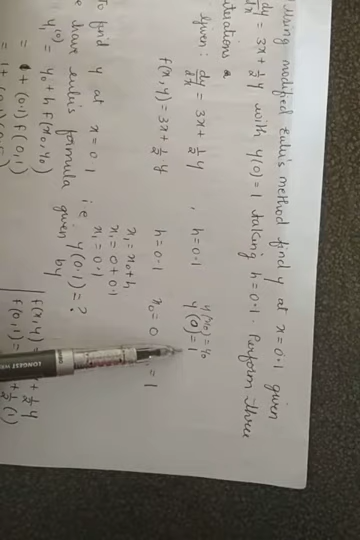 Using modified Euler's method find y at x = 0.1 given
dy/dx = 3x + 1/2 y with y(0) = 1 taking h = 0.1. Perform three
iterations
Given: dy/dx = 3x + 1/2 y , h = 0.1 y(x₀) = y₀
y(0) = 1
f(x, y) = 3x + 1/2 y h = 0.1 x₀ = 0 = 1
x₁ = x₀ + h
x₁ = 0 + 0.1
x₁ = 0.1
To find y at x = 0.1 i.e. y(0.1) = ?
we have euler's formula given by
y₁⁽⁰⁾ = y₀ + h f(x₀, y₀) f(x, y) = + 1/2 y
= 1 + (0.1) f(0, 1) f(0, 1) = + 1/2 (1)
= 1 +
LONGEST